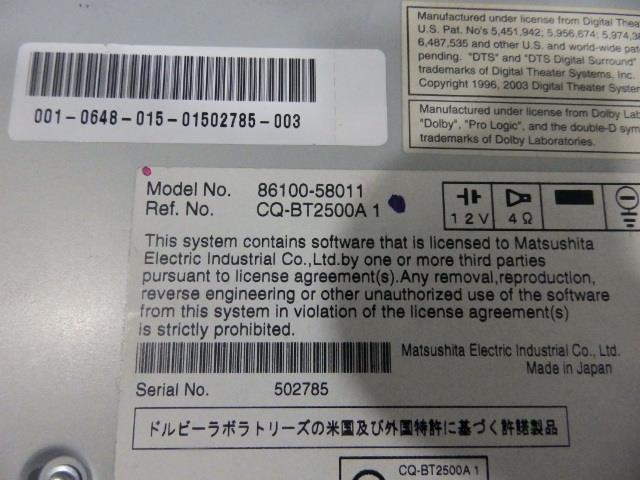 Manufactured under license from Digital
U.S. Pat. No's 5,451,942; 5,956,674;
6,487,535 and other U.S. and world-wide
pending. "DTS" and "DTS Digital Surround"
trademarks of Digital Theater Systems, Inc.
Copyright 1996, 2003 Digital Theater
001-0648-015-01502785-003
Manufactured under license from Dolby
"Dolby", "Pro Logic", and the double-D
trademarks of Dolby Laboratories.
Model No. 86100-58011
Ref. No. CQ-BT2500A 1
12V 4Ω
This system contains software that is licensed to Matsushita
Electric Industrial Co.,Ltd.by one or more third parties
pursuant to license agreement(s).Any removal,reproduction,
reverse engineering or other unauthorized use of the software
from this system in violation of the license agreement(s)
is strictly prohibited.
Matsushita Electric Industrial Co., Ltd.
Made in Japan
Serial No. 502785
ドルビーラボラトリーズの米国及び外国特許に基づく許諾製品
CQ-BT2500A 1